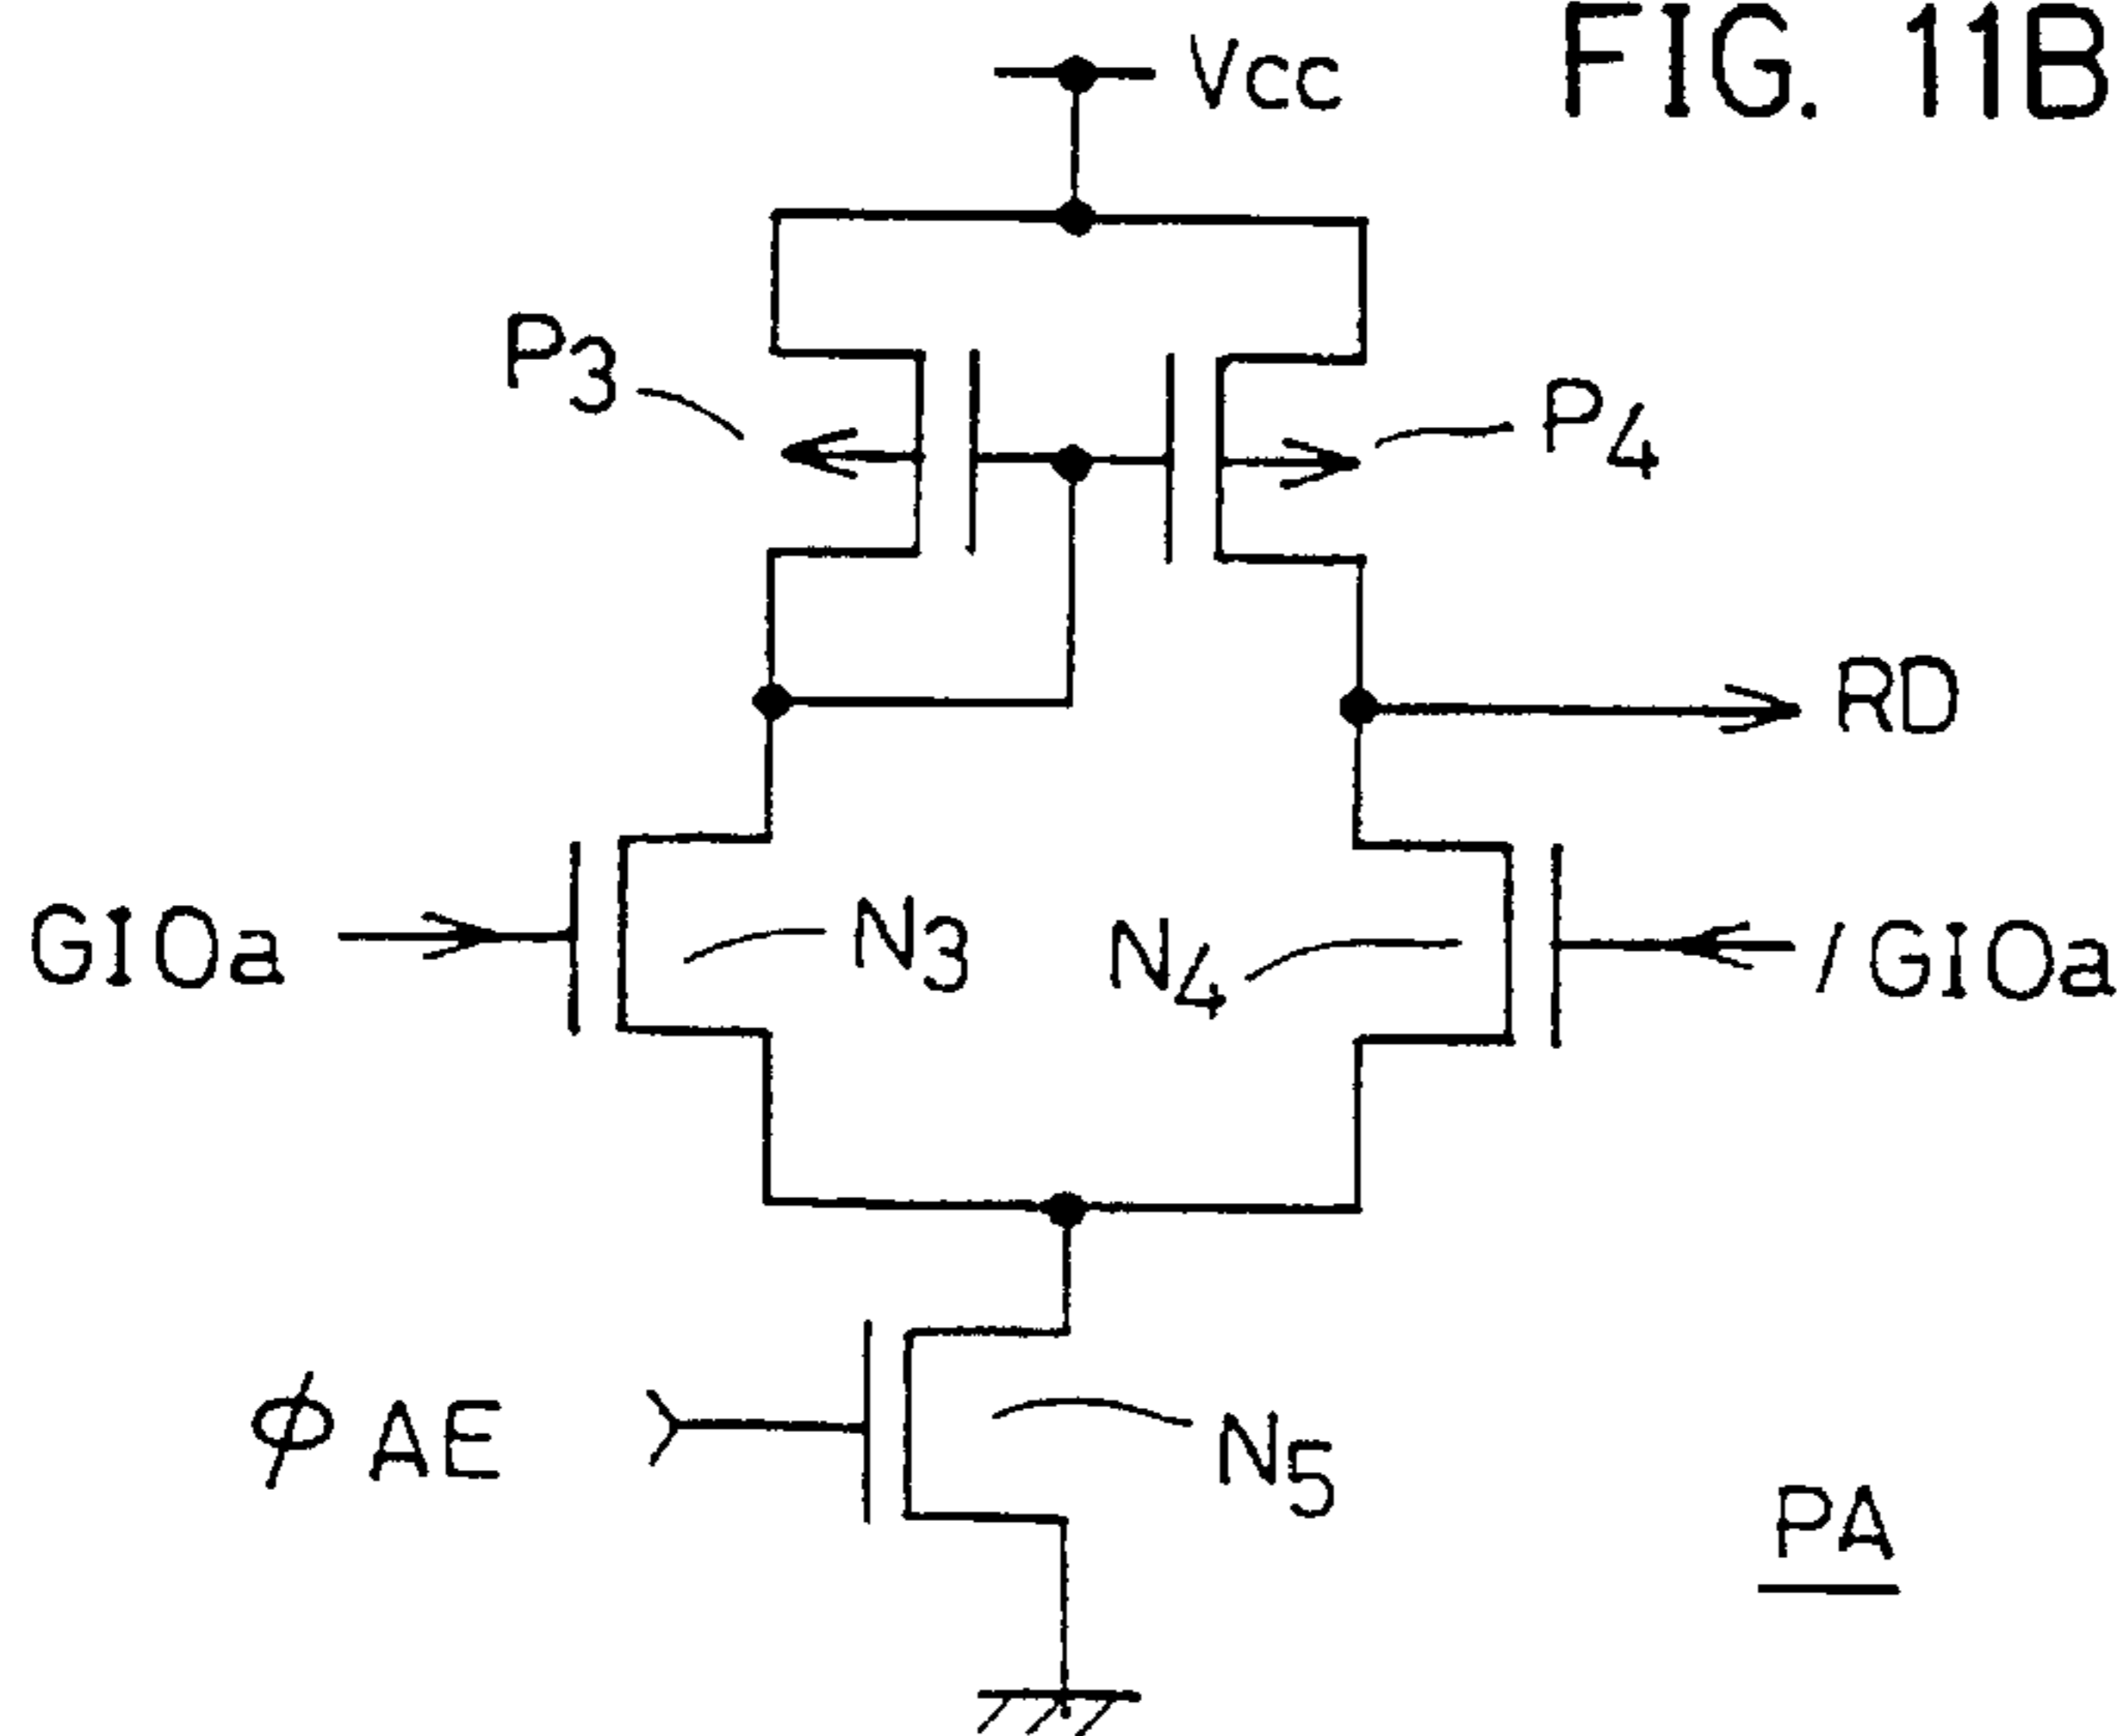 FIG. 11B
Vcc
P3
P4
RD
GIOa
N3
N4
/GIOa
φAE
N5
PA